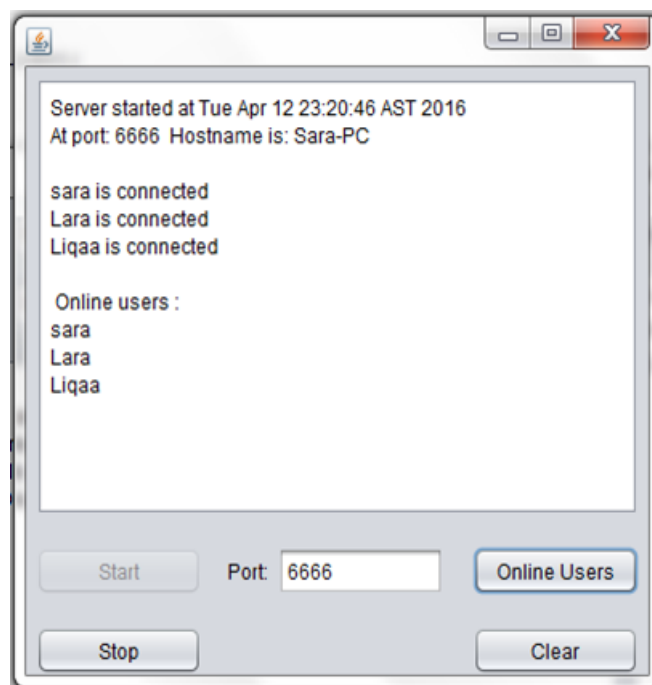 Server started at Tue Apr 12 23:20:46 AST 2016
At port: 6666 Hostname is: Sara-PC
sara is connected
Lara is connected
Liqaa is connected
Online users :
sara
Lara
Liqaa
Start Port: 6666 Online Users
Stop Clear